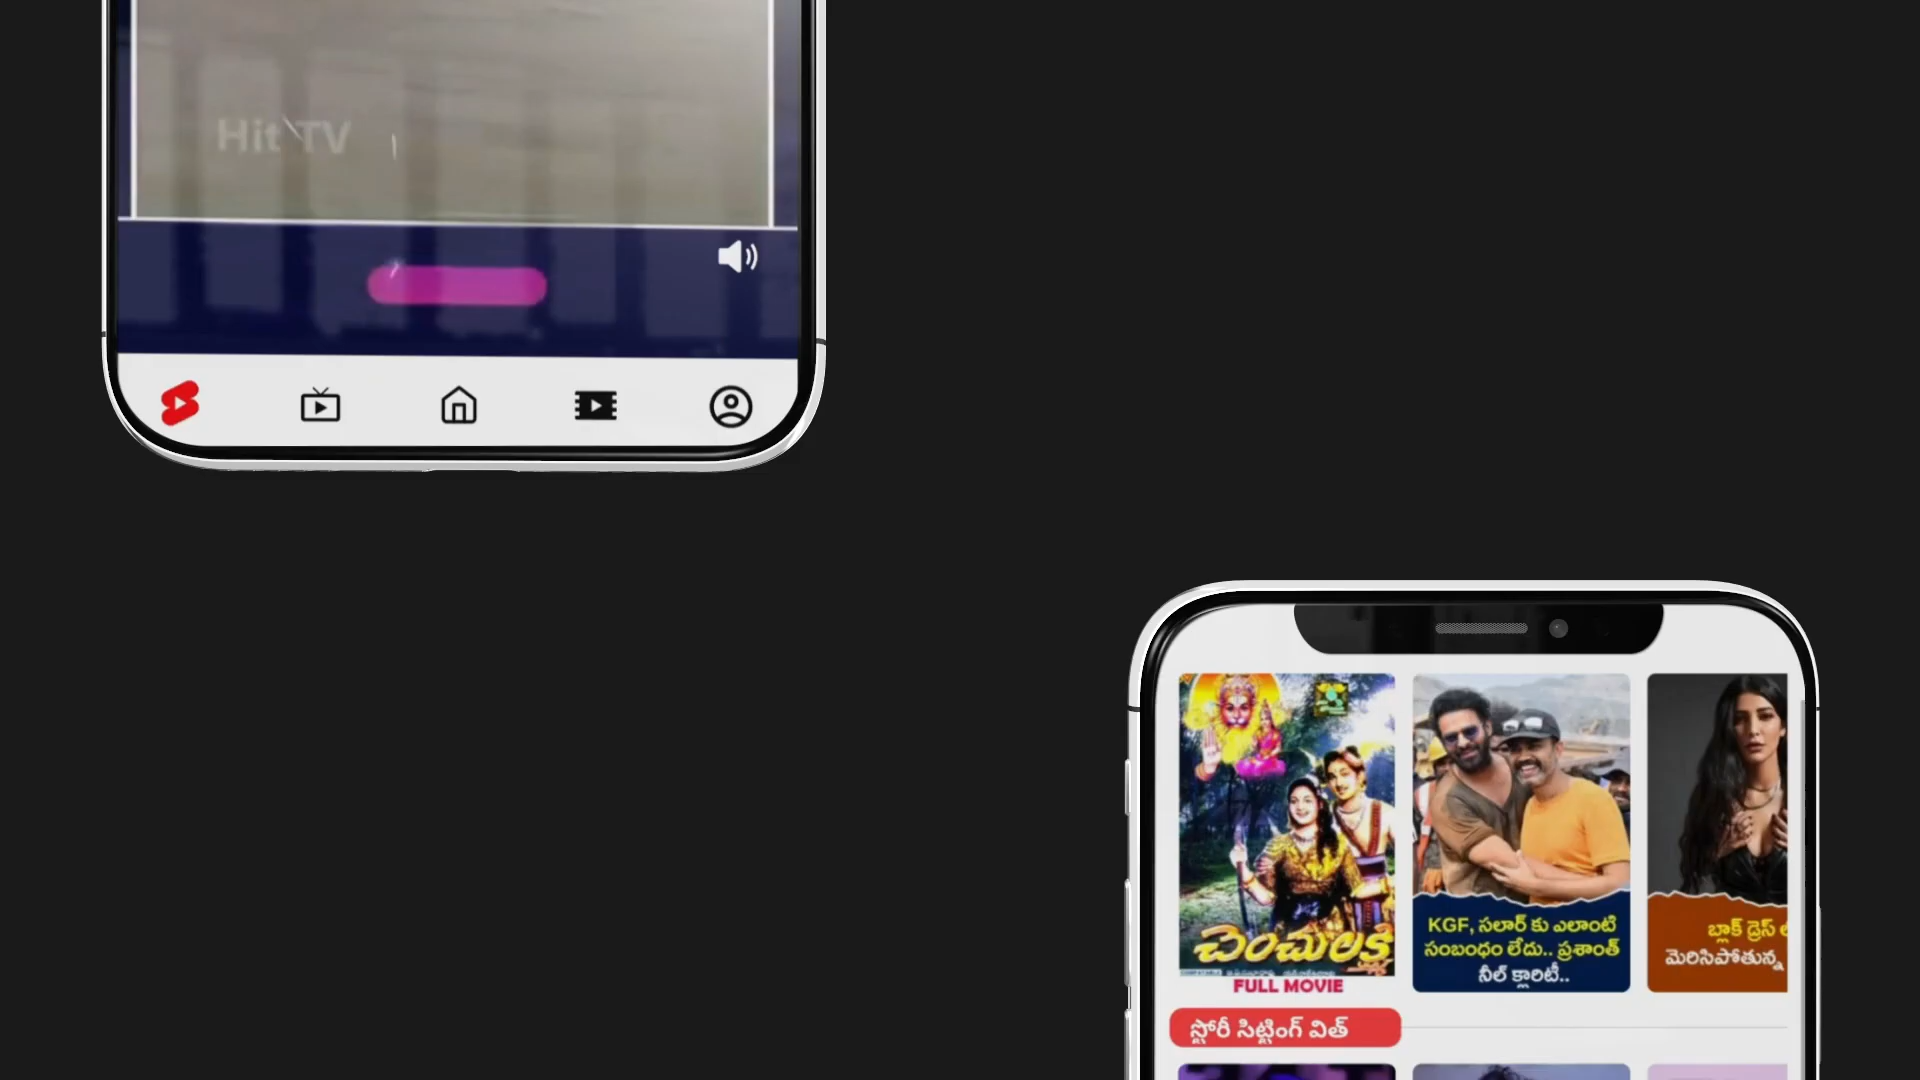 Hit TV
చెంచులక్ష్మి
FULL MOVIE
KGF, సలార్ కు ఎలాంటి
సంబంధం లేదు.. ప్రశాంత్
నీల్ క్లారిటీ..
బ్లాక్ డ్రెస్ ల
మెరిసిపోతున్న
స్టోరీ సిట్టింగ్ విత్